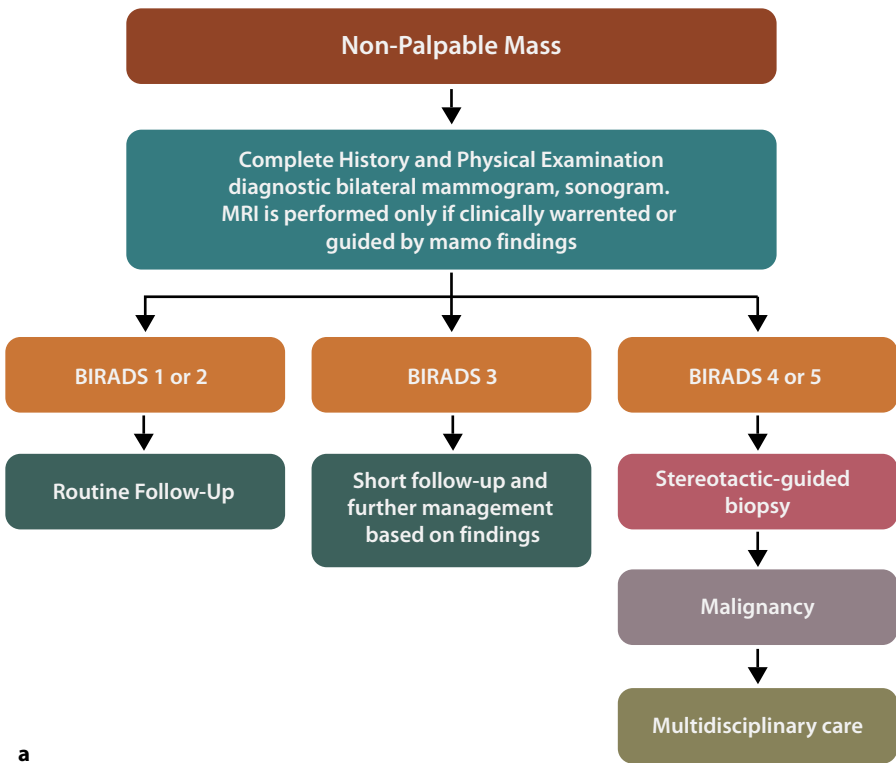 Non-Palpable Mass
Complete History and Physical Examination
diagnostic bilateral mammogram, sonogram.
MRI is performed only if clinically warrented or
guided by mamo findings
BIRADS 1 or 2
BIRADS 3
BIRADS 4 or 5
Routine Follow-Up
Short follow-up and
further management
based on findings
Stereotactic-guided
biopsy
Malignancy
Multidisciplinary care
a